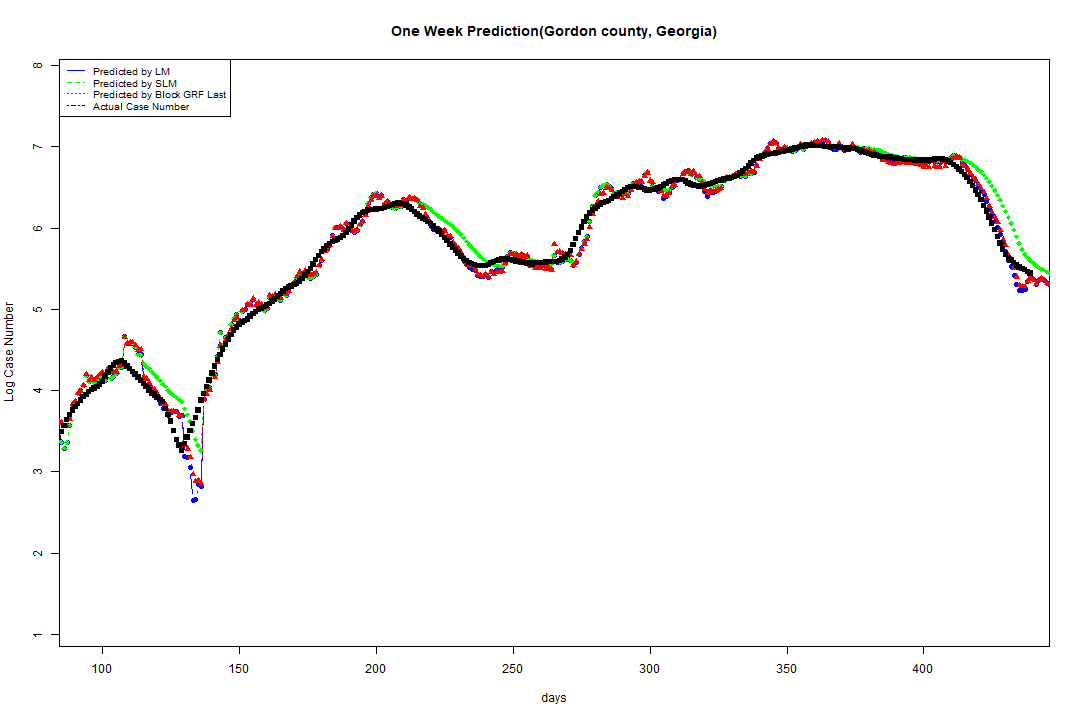 One Week Prediction(Gordon county, Georgia)
Predicted by LM
Predicted by SLM
Predicted by Block GRF Last
Actual Case Number
Log Case Number
8
7
6
5
4
3
2
1
100 150 200 250 300 350 400
days